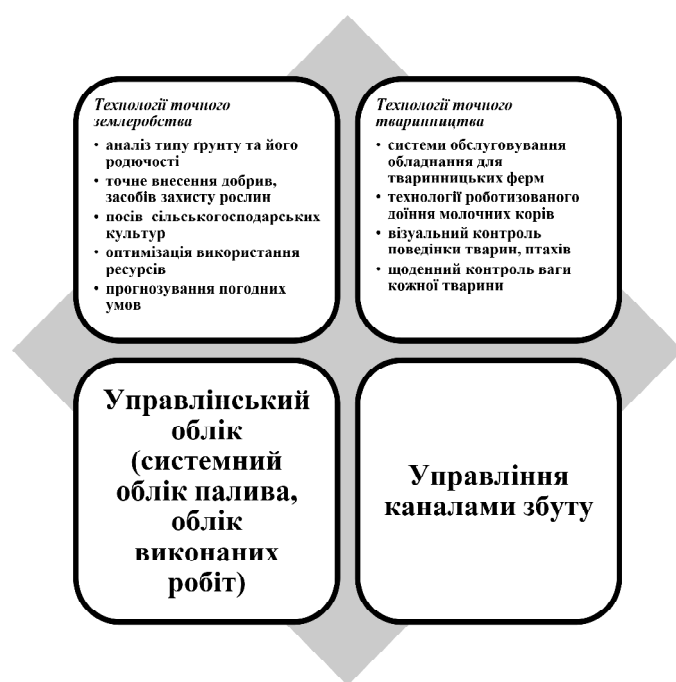 Технології точного
землеробства
• аналіз типу ґрунту та його
родючості
• точне внесення добрив,
засобів захисту рослин
• посів сільськогосподарських
культур
• оптимізація використання
ресурсів
• прогнозування погодних
умов
Технології точного
тваринництва
• системи обслуговування
обладнання для
тваринницьких ферм
• технології роботизованого
доїння молочних корів
• візуальний контроль
поведінки тварин, птахів
• щоденний контроль ваги
кожної тварини
Управлінський
облік
(системний
облік палива,
облік
виконаних
робіт)
Управління
каналами збуту